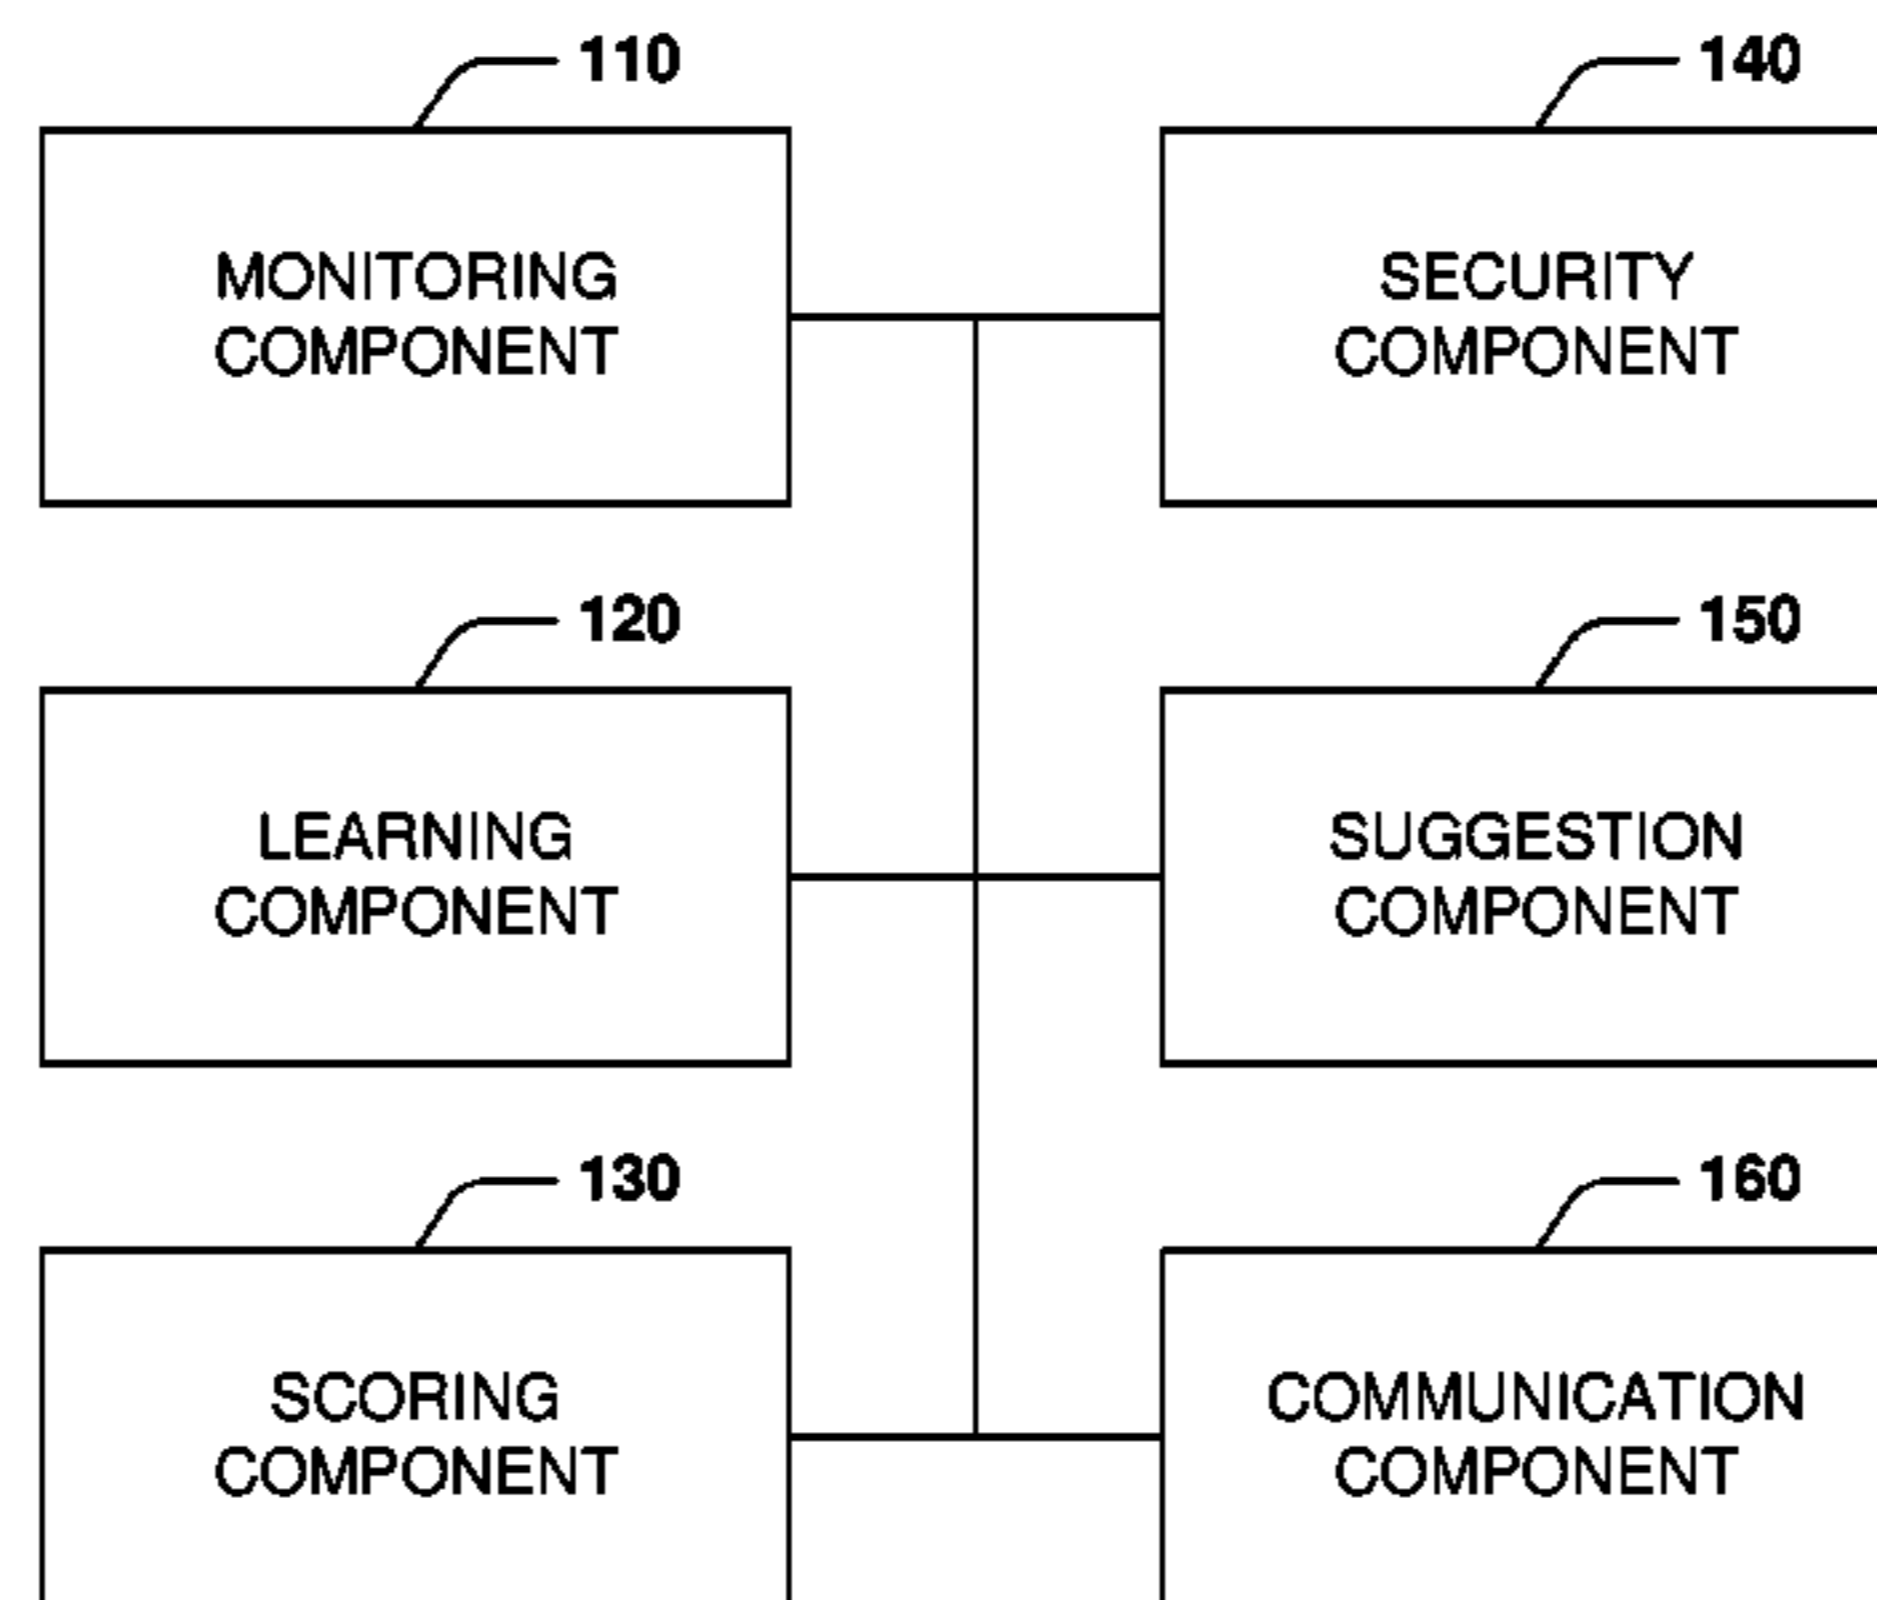 110
MONITORING
COMPONENT
140
SECURITY
COMPONENT
120
LEARNING
COMPONENT
150
SUGGESTION
COMPONENT
130
SCORING
COMPONENT
160
COMMUNICATION
COMPONENT